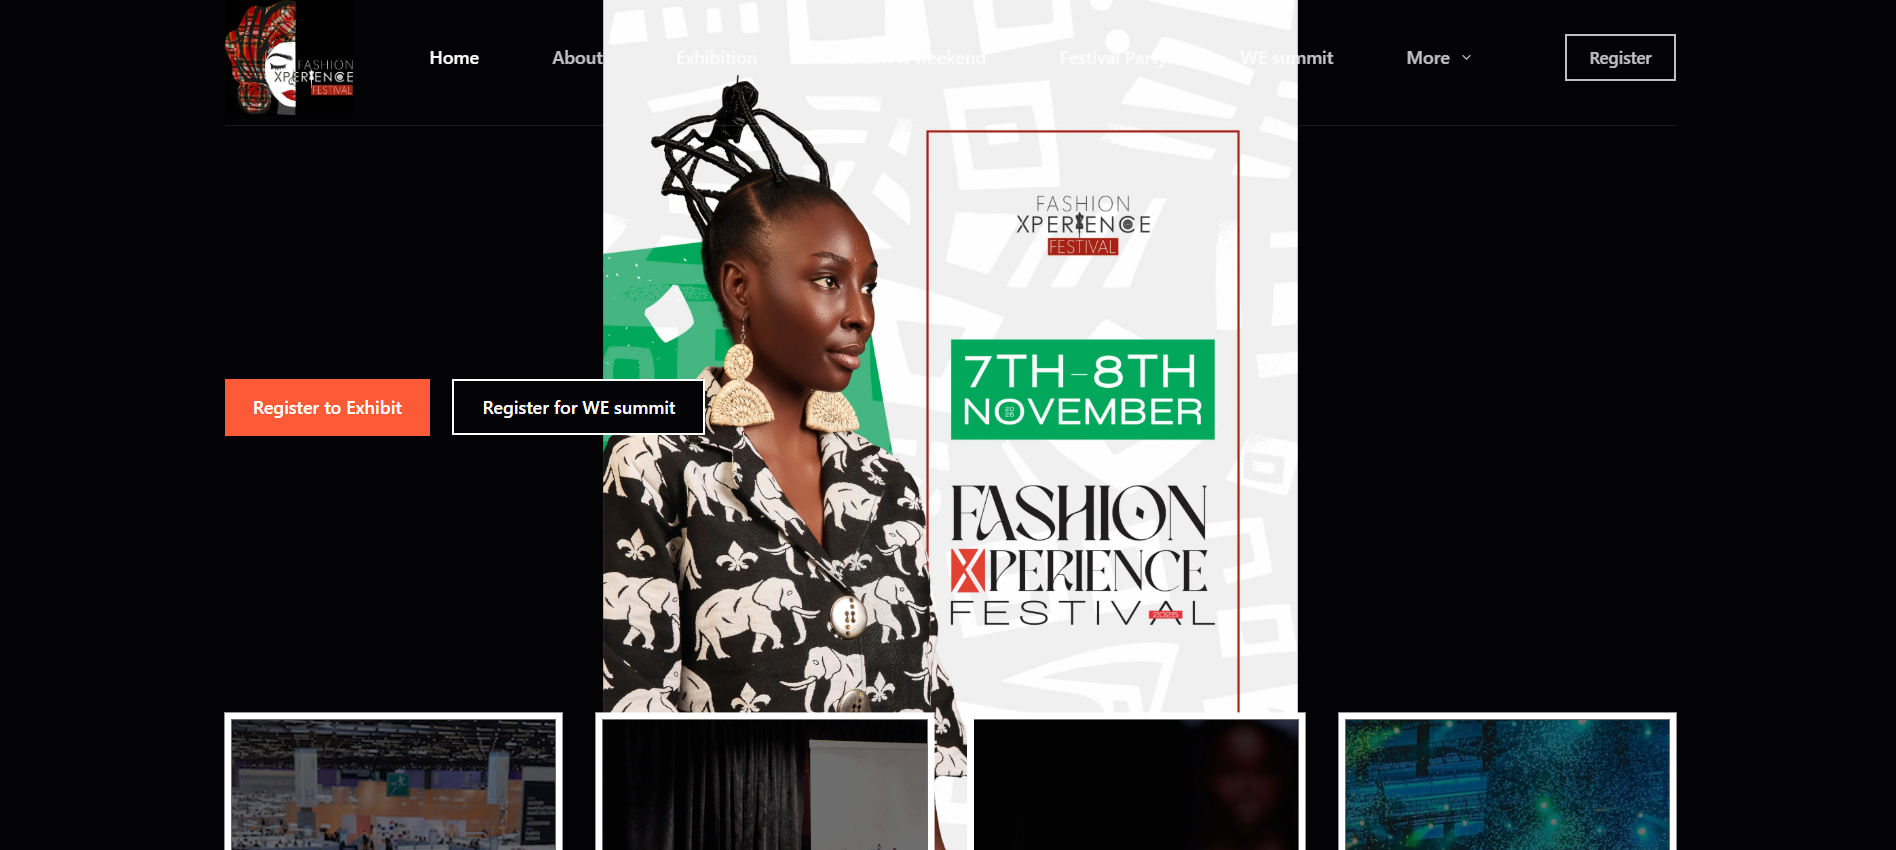 FASHION
XPERIENCE
FESTIVAL
Home
About
Exhibition
weekend
Festival Party
WE summit
More
Register
FASHION
XPERIENCE
FESTIVAL
7TH-8TH
NOVEMBER
Register to Exhibit
Register for WE summit
FASHION
XPERIENCE
FESTIVAL